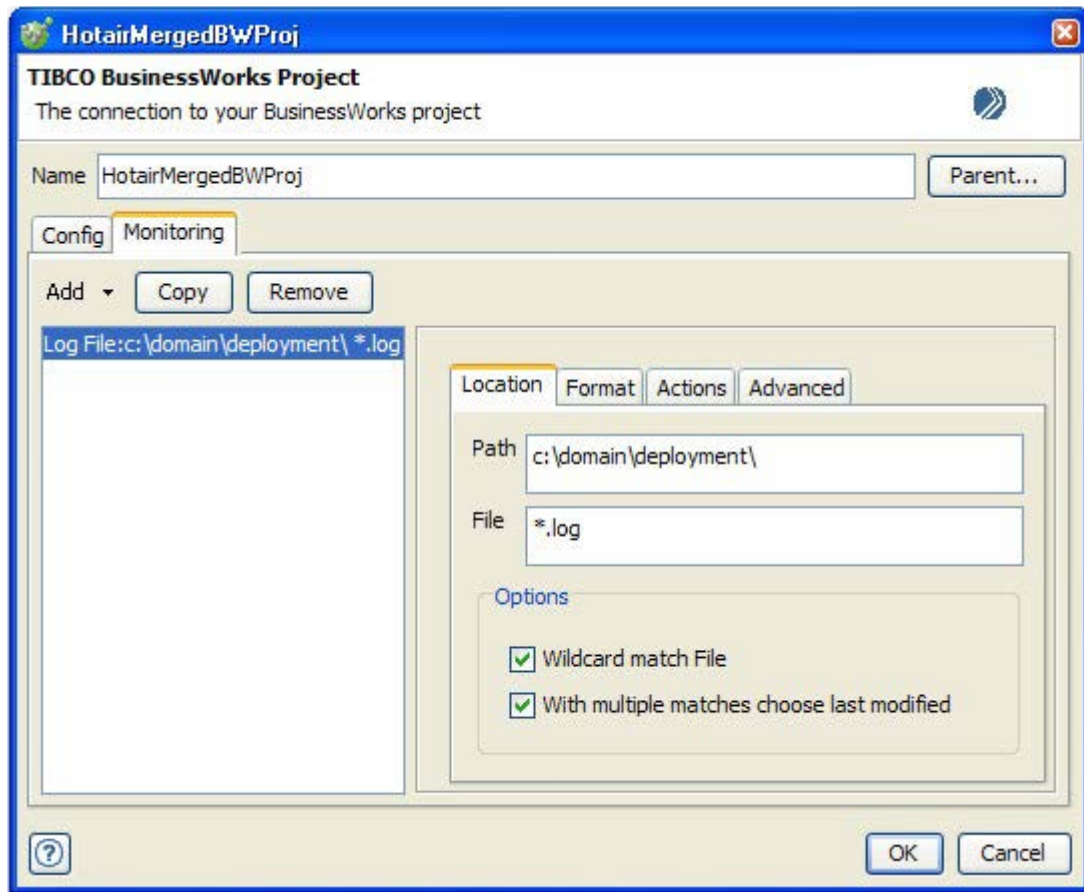 HotairMergedBWProj
TIBCO BusinessWorks Project
The connection to your BusinessWorks project
Name HotairMergedBWProj Parent...
Config Monitoring
Add Copy Remove
Log File:c:\domain\deployment\ *.log
Location Format Actions Advanced
Path c:\domain\deployment\
File *.log
Options
Wildcard match File
With multiple matches choose last modified
? OK Cancel